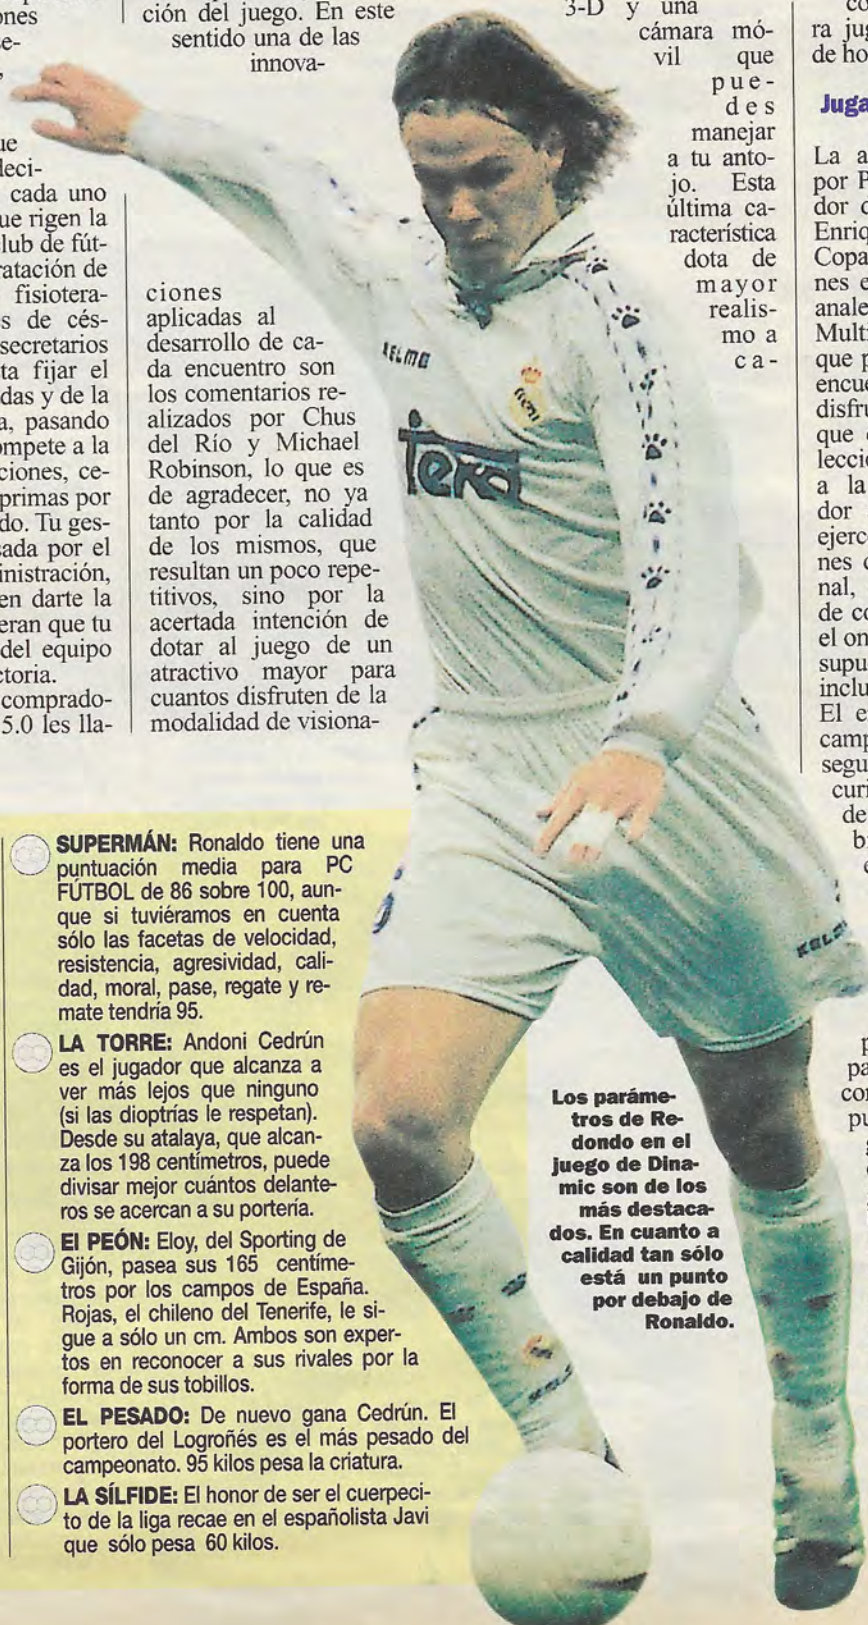 ones
e-
ue
deci-
cada uno
que rigen la
club de fút-
ratación de
fisiotera-
s de cés-
secretarios
ta fijar el
das y de la
a, pasando
ompete a la
ciones, ce-
primas por
do. Tu ges-
ada por el
inistración,
en darte la
eran que tu
del equipo
ctoria.
comprado-
5.0 les lla-
ción del juego. En este
sentido una de las
innova-
ciones
aplicadas al
desarrollo de ca-
da encuentro son
los comentarios re-
alizados por Chus
del Río y Michael
Robinson, lo que es
de agradecer, no ya
tanto por la calidad
de los mismos, que
resultan un poco repe-
titivos, sino por la
acertada intención de
dotar al juego de un
atractivo mayor para
cuantos disfruten de la
modalidad de visiona-
3-D y una
cámara mó-
vil que
pue-
des
manejar
a tu anto-
jo. Esta
última ca-
racterística
dota de
mayor
realis-
mo a
ca-
co
ra jug
de ho
Juga
La a
por P
dor d
Enriq
Copa
nes e
anale
Multi
que p
encue
disfru
que
lecció
a la
dor
ejerc
nes d
nal,
de co
el on
supu
inclu
El e
camp
segu
curi
de
b
p
pa
con
pu
KELME
Teka
KELME
SUPERMÁN: Ronaldo tiene una
puntuación media para PC
FÚTBOL de 86 sobre 100, aun-
que si tuviéramos en cuenta
sólo las facetas de velocidad,
resistencia, agresividad, cali-
dad, moral, pase, regate y re-
mate tendría 95.
LA TORRE: Andoni Cedrún
es el jugador que alcanza a
ver más lejos que ninguno
(si las dioptrías le respetan).
Desde su atalaya, que alcan-
za los 198 centímetros, puede
divisar mejor cuántos delante-
ros se acercan a su portería.
El PEÓN: Eloy, del Sporting de
Gijón, pasea sus 165 centíme-
tros por los campos de España.
Rojas, el chileno del Tenerife, le si-
gue a sólo un cm. Ambos son exper-
tos en reconocer a sus rivales por la
forma de sus tobillos.
EL PESADO: De nuevo gana Cedrún. El
portero del Logroñés es el más pesado del
campeonato. 95 kilos pesa la criatura.
LA SÍLFIDE: El honor de ser el cuerpeci-
to de la liga recae en el españolista Javi
que sólo pesa 60 kilos.
Los paráme-
tros de Re-
dondo en el
juego de Dina-
mic son de los
más destaca-
dos. En cuanto a
calidad tan sólo
está un punto
por debajo de
Ronaldo.